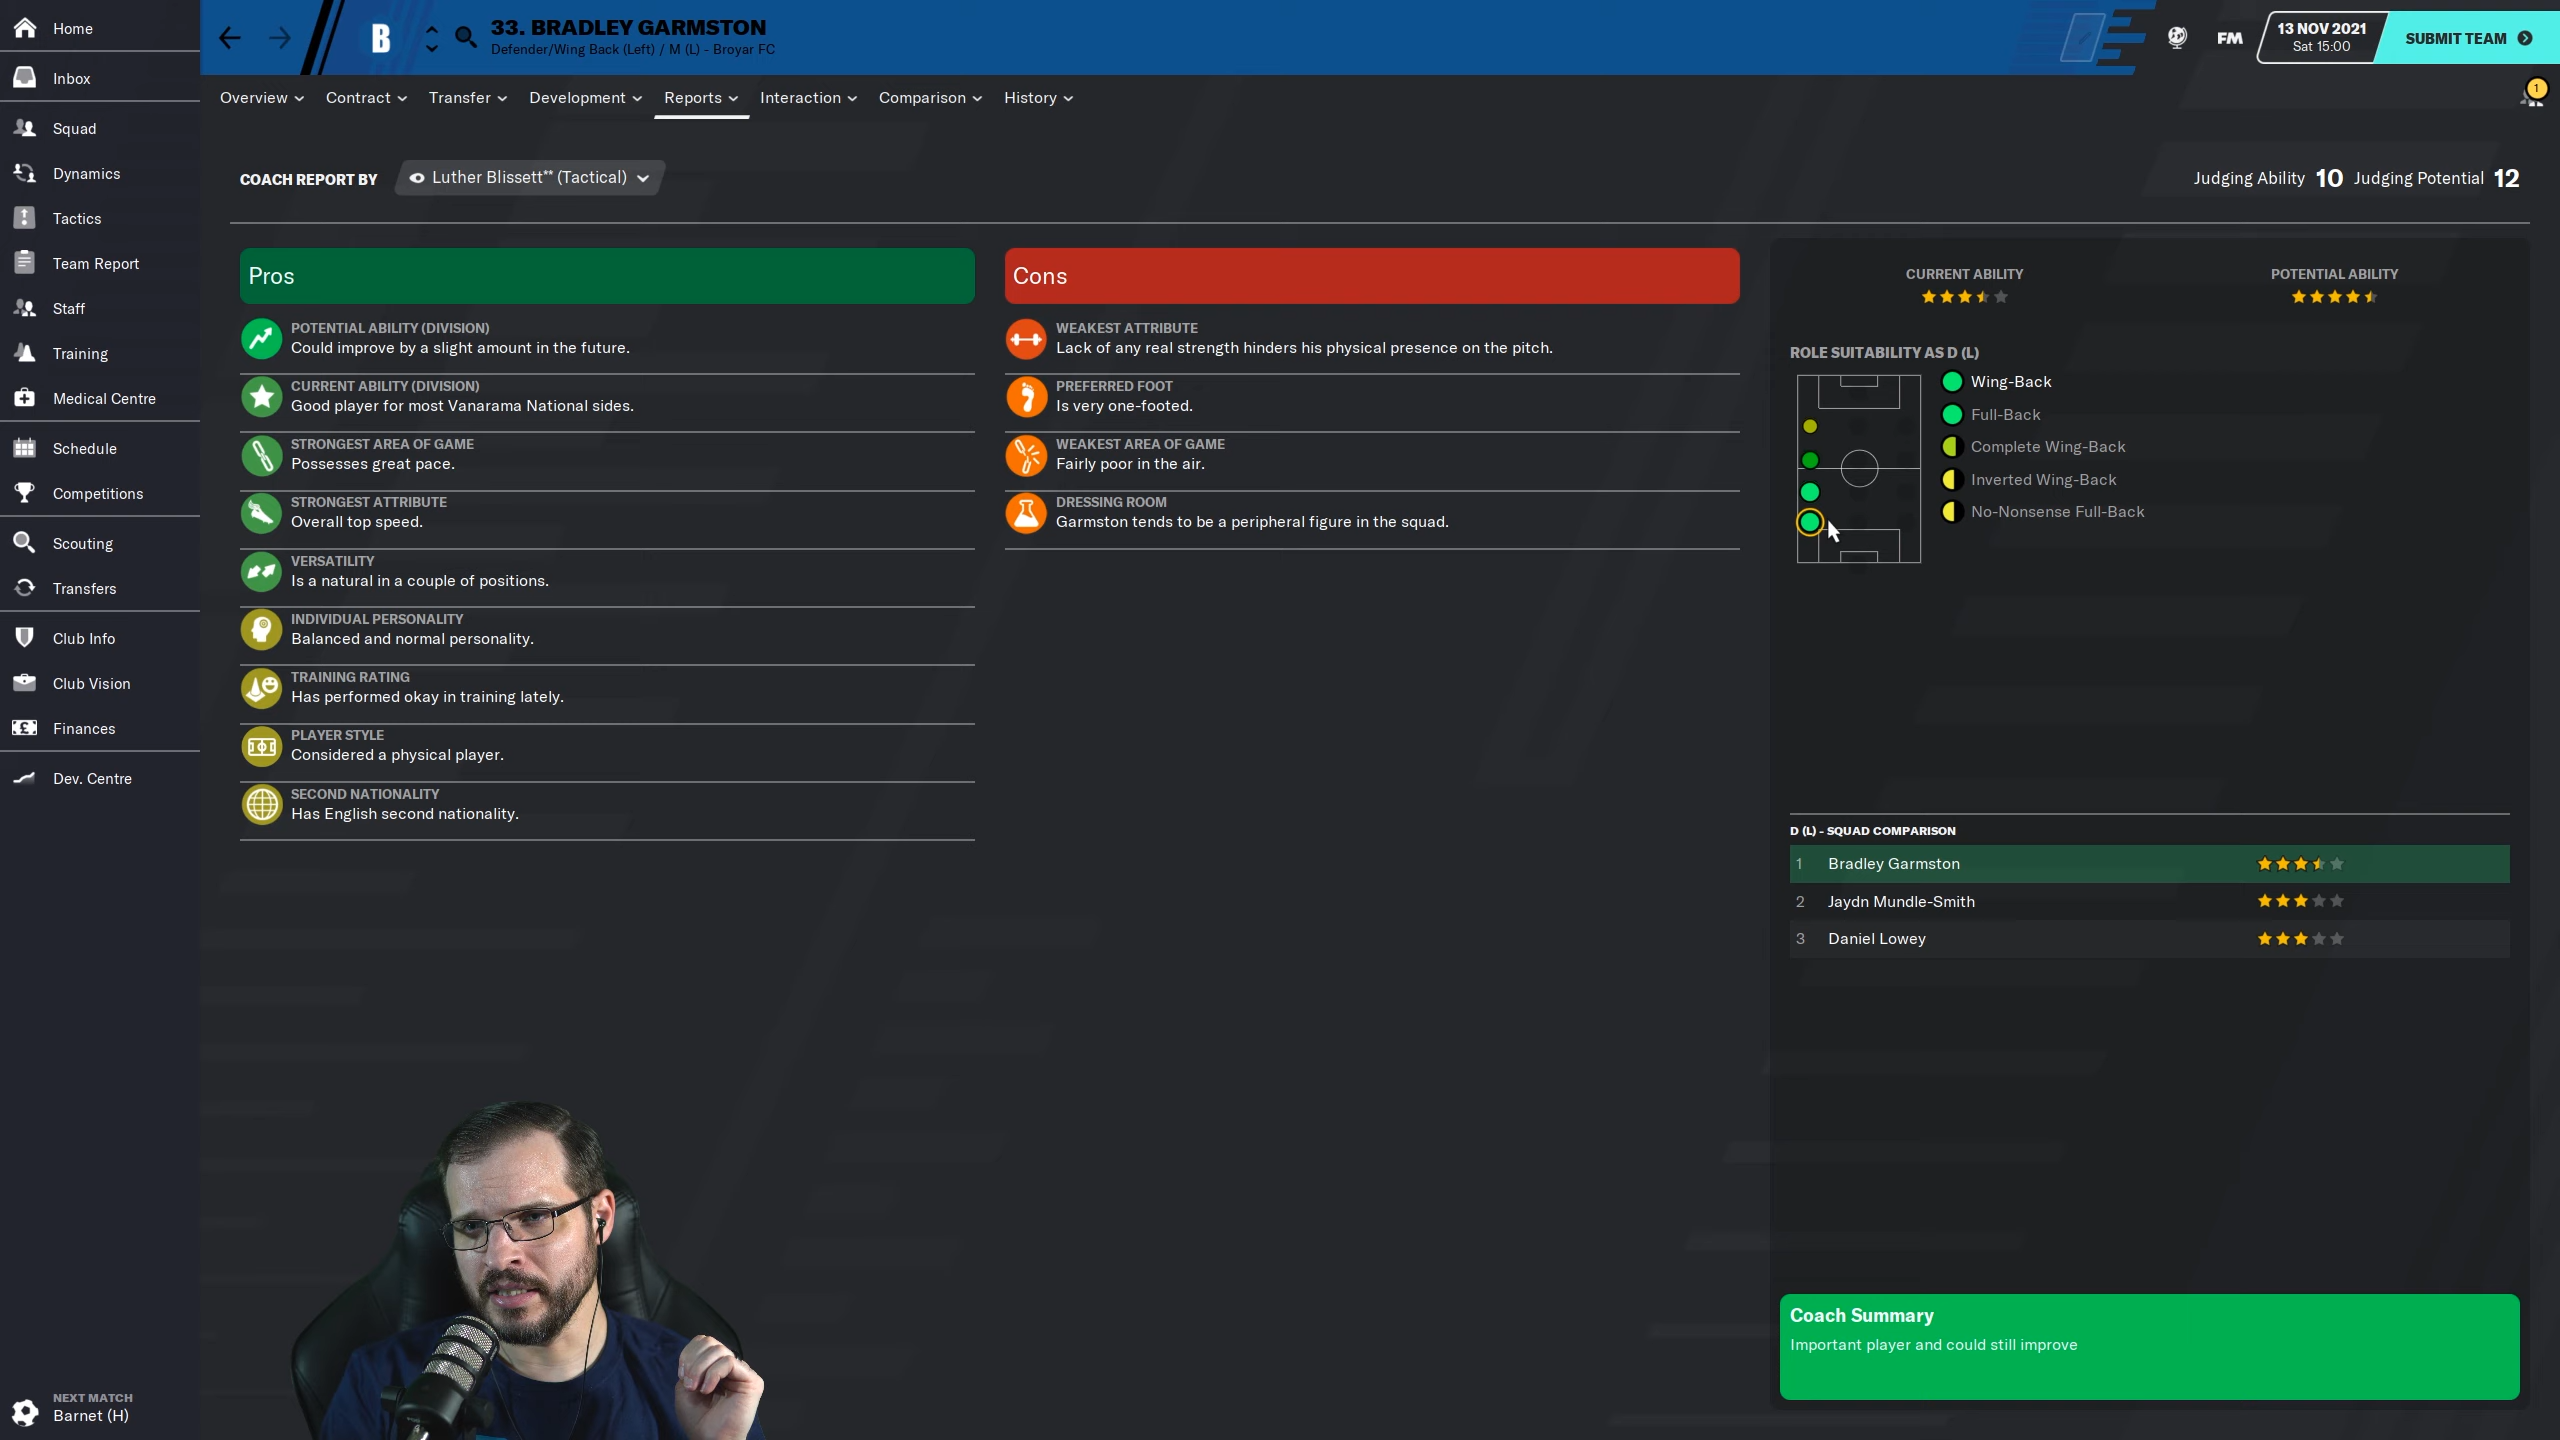 Home
Inbox
Squad
Dynamics
Tactics
Team Report
Staff
Training
Medical Centre
Schedule
Competitions
Scouting
Transfers
Club Info
Club Vision
Finances
Dev. Centre
NEXT MATCH
Barnet (H)
B
33. BRADLEY GARMSTON
Defender/Wing Back (Left) / M (L) - Broyar FC
FM
13 NOV 2021
Sat 15:00
SUBMIT TEAM
Overview
Contract
Transfer
Development
Reports
Interaction
Comparison
History
1
COACH REPORT BY
Luther Blissett** (Tactical)
Judging Ability 10 Judging Potential 12
Pros
POTENTIAL ABILITY (DIVISION)
Could improve by a slight amount in the future.
CURRENT ABILITY (DIVISION)
Good player for most Vanarama National sides.
STRONGEST AREA OF GAME
Possesses great pace.
STRONGEST ATTRIBUTE
Overall top speed.
VERSATILITY
Is a natural in a couple of positions.
INDIVIDUAL PERSONALITY
Balanced and normal personality.
TRAINING RATING
Has performed okay in training lately.
PLAYER STYLE
Considered a physical player.
SECOND NATIONALITY
Has English second nationality.
Cons
WEAKEST ATTRIBUTE
Lack of any real strength hinders his physical presence on the pitch.
PREFERRED FOOT
Is very one-footed.
WEAKEST AREA OF GAME
Fairly poor in the air.
DRESSING ROOM
Garmston tends to be a peripheral figure in the squad.
CURRENT ABILITY
POTENTIAL ABILITY
ROLE SUITABILITY AS D (L)
Wing-Back
Full-Back
Complete Wing-Back
Inverted Wing-Back
No-Nonsense Full-Back
D (L) - SQUAD COMPARISON
1 Bradley Garmston
2 Jaydn Mundle-Smith
3 Daniel Lowey
Coach Summary
Important player and could still improve